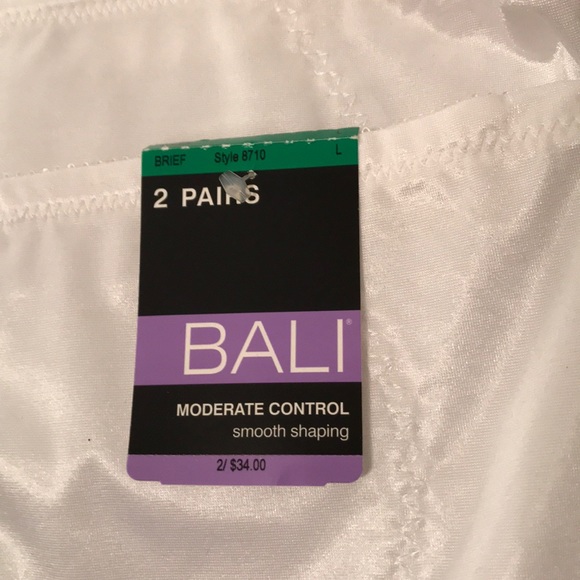 BRIEF Style 8710 L
2 PAIRS
BALI®
MODERATE CONTROL
smooth shaping
2/ $34.00